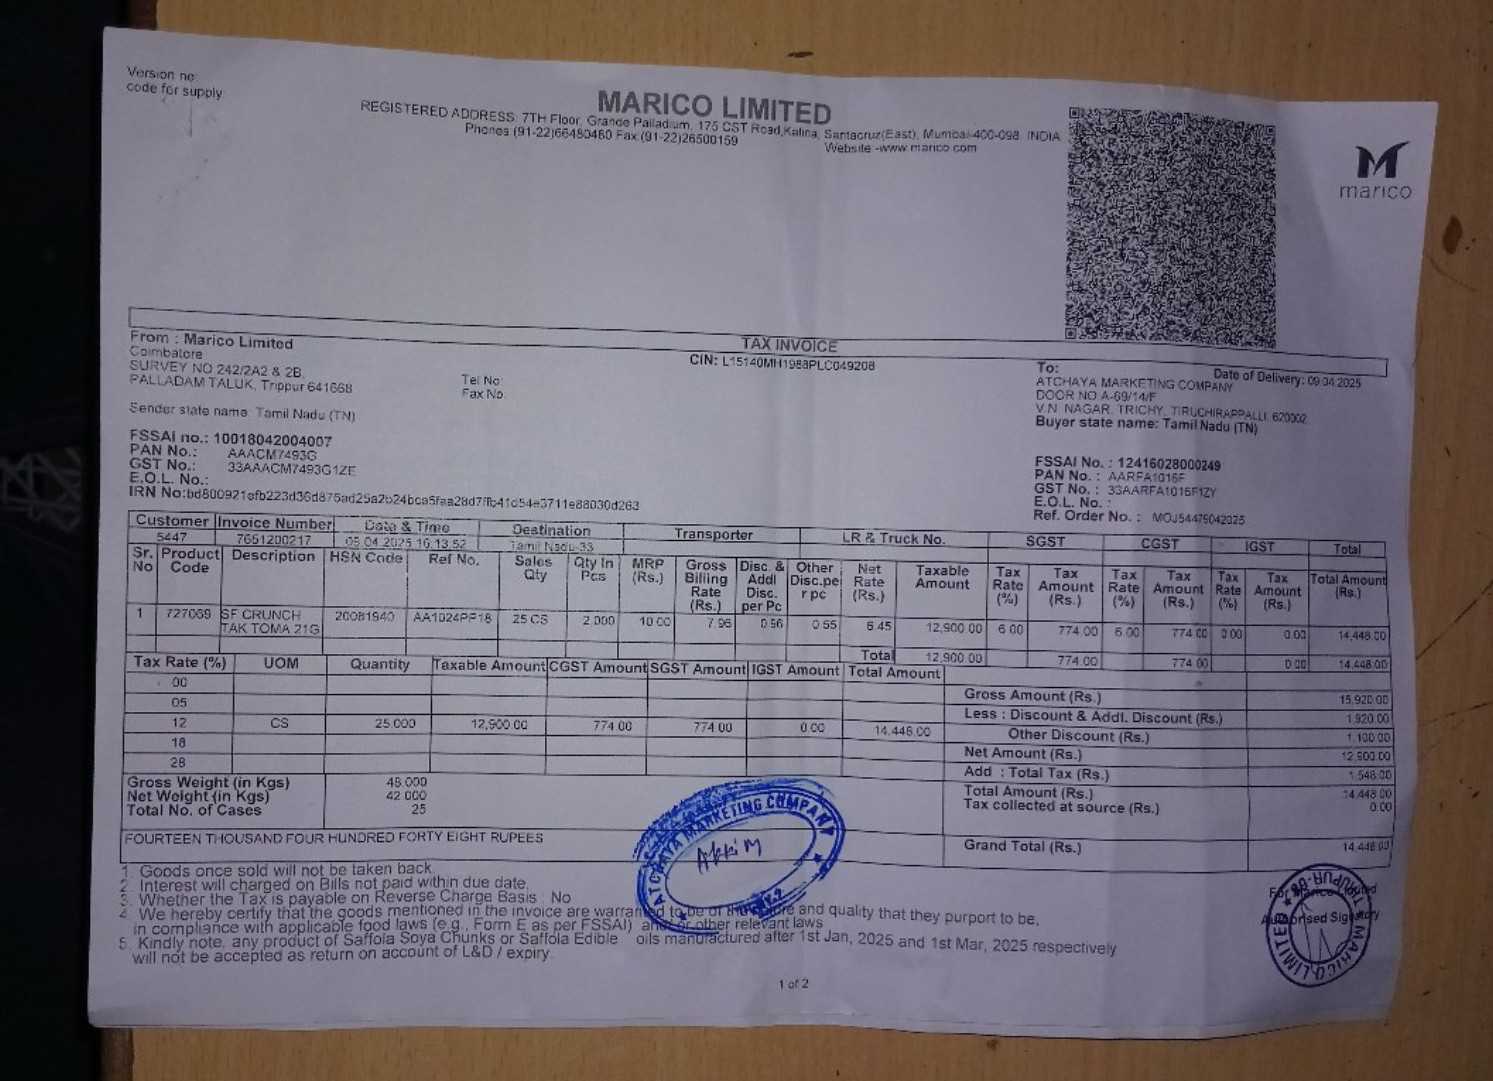 Version no:
code for supply
MARICO LIMITED
REGISTERED ADDRESS: 7TH Floor, Grande Palladium, 175 CST Road,Kalina, Santacruz(East), Mumbai-400-098 INDIA
Phones (91-22)66480480 Fax (91-22)26500159
Website -www.marico.com
marico
TAX INVOICE
CIN: L15140MH1988PLC049208
From : Marico Limited
Coimbatore
SURVEY NO 242/2A2 & 2B,
PALLADAM TALUK, Trippur 641668
Tel No
Fax No.
Sender state name: Tamil Nadu (TN)
FSSAI no.: 10018042004007
PAN No.: AAACM7493G
GST No.: 33AAACM7493G1ZE
E.O.L. No.:
IRN No:
To:
Date of Delivery: 09.04.2025
ATCHAYA MARKETING COMPANY
DOOR NO A-69/14/F
V.N. NAGAR, TRICHY, TIRUCHIRAPPALLI, 620002
Buyer state name: Tamil Nadu (TN)
FSSAI No. : 12416028000249
PAN No. : AARFA1016F
GST No. : 33AARFA1016F1ZY
E.O.L. No. :
Ref. Order No. : MOJ54479042025
Customer Invoice Number Date & Time Destination Transporter LR & Truck No. SGST CGST IGST Total
5447 7651200217 05.04.2025 16:13:52 Tamil Nadu-33
Sr. No Product Code Description HSN Code Ref No. Sales Qty Qty In Pcs MRP (Rs.) Gross Billing Rate (Rs.) Disc. & Addl Disc. per Pc Other Disc.pe r pc Net Rate (Rs.) Taxable Amount Tax Rate (%) Tax Amount (Rs.) Tax Rate (%) Tax Amount (Rs.) Tax Rate (%) Tax Amount (Rs.) Total Amount (Rs.)
1 727069 SF CRUNCH TAK TOMA 21G 20081940 AA1024PF18 25 CS 2,000 10.00 7.96 0.96 0.55 6.45 12,900.00 6.00 774.00 6.00 774.00 0.00 0.00 14,448.00
Total 12,900.00 774.00 774.00 0.00 14,448.00
Tax Rate (%) UOM Quantity Taxable Amount CGST Amount SGST Amount IGST Amount Total Amount
00
05
12 CS 25.000 12,900.00 774.00 774.00 0.00 14,448.00
18
28
Gross Amount (Rs.) 15,920.00
Less : Discount & Addl. Discount (Rs.) 1,920.00
Other Discount (Rs.) 1,100.00
Net Amount (Rs.) 12,900.00
Add : Total Tax (Rs.) 1,548.00
Total Amount (Rs.) 14,448.00
Tax collected at source (Rs.) 0.00
Grand Total (Rs.) 14,448.00
Gross Weight (in Kgs) 48.000
Net Weight (in Kgs) 42.000
Total No. of Cases 25
FOURTEEN THOUSAND FOUR HUNDRED FORTY EIGHT RUPEES
1. Goods once sold will not be taken back.
2. Interest will charged on Bills not paid within due date.
3. Whether the Tax is payable on Reverse Charge Basis : No
4. We hereby certify that the goods mentioned in the invoice are warranted to be of the nature and quality that they purport to be,
in compliance with applicable food laws (e.g., Form E as per FSSAI) and/or other relevant laws
5. Kindly note, any product of Saffola Soya Chunks or Saffola Edible oils manufactured after 1st Jan, 2025 and 1st Mar, 2025 respectively
will not be accepted as return on account of L&D / expiry.
ATCHAYA MARKETING COMPANY
For Marico Limited
Authorised Signatory
MARICO LIMITED
1 of 2